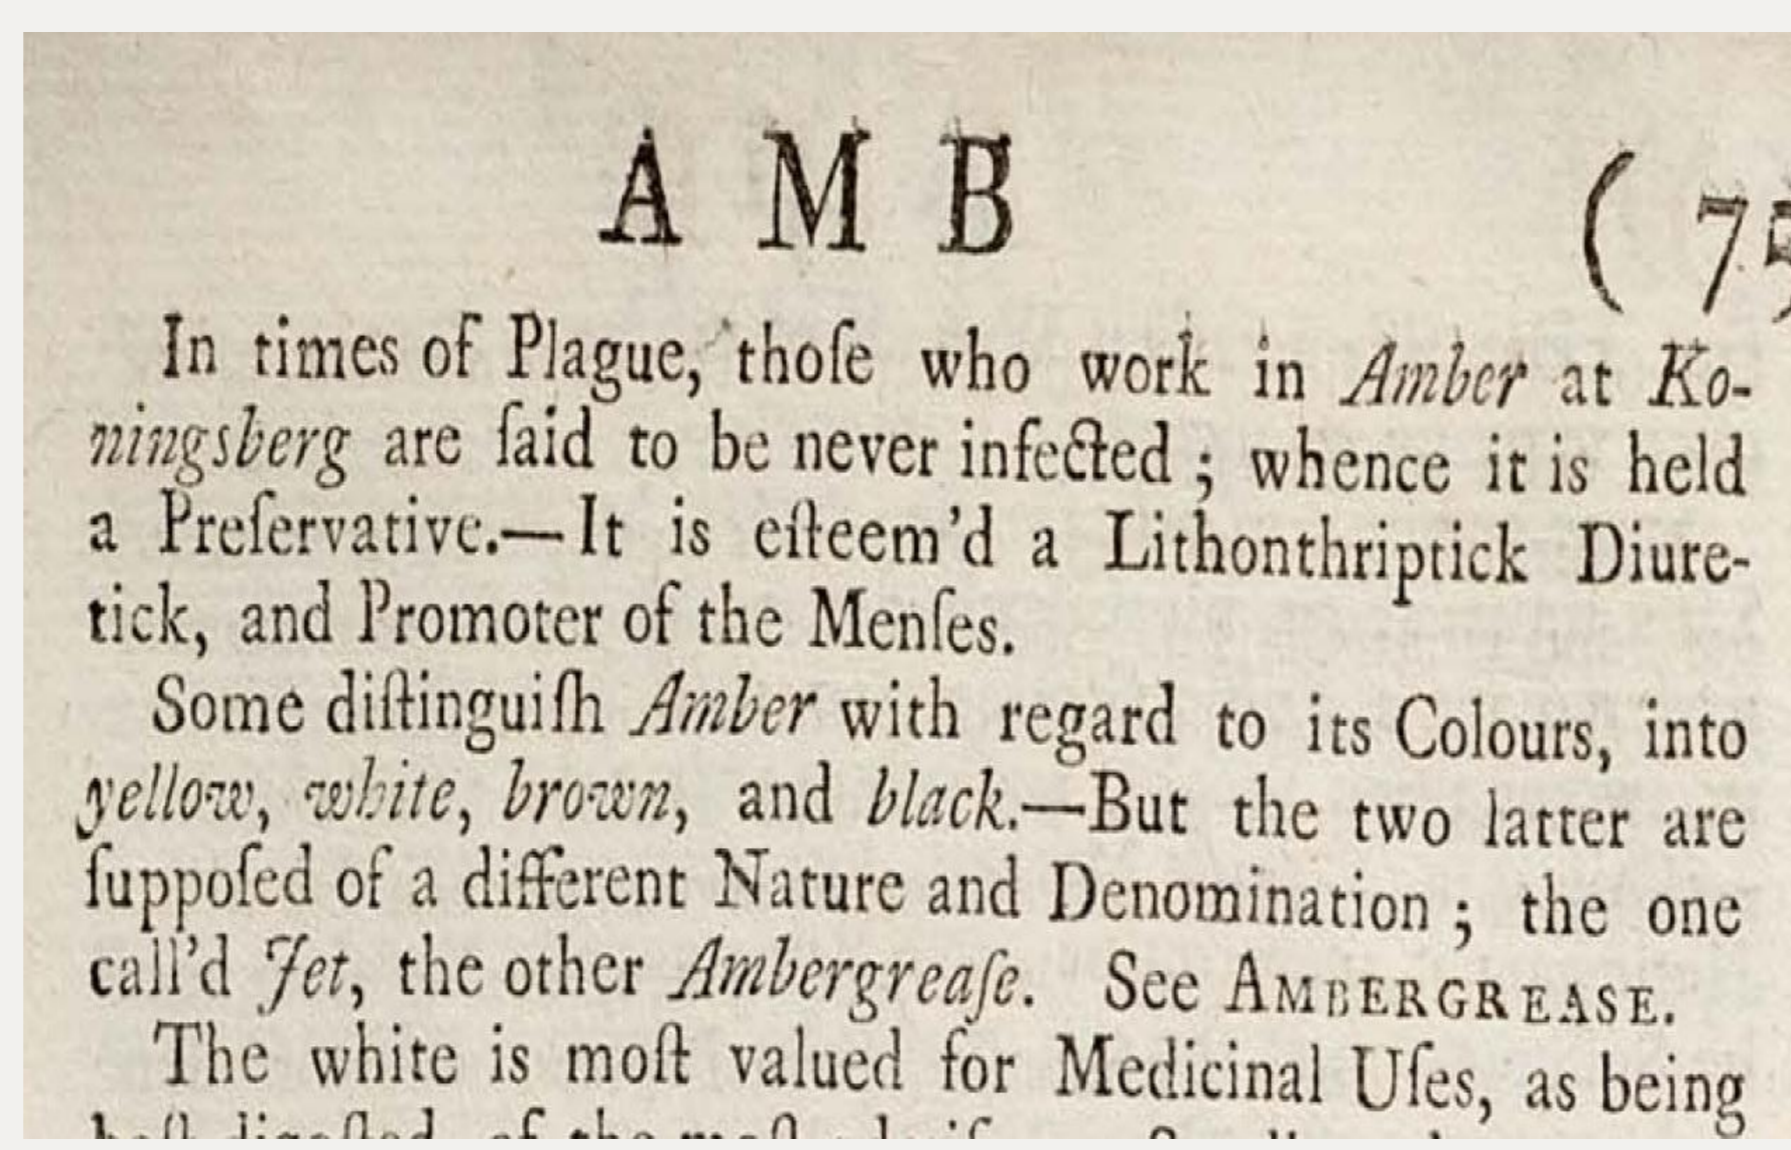 A M B ( 75
In times of Plague, thoſe who work in Amber at Ko-
ningsberg are ſaid to be never infected ; whence it is held
a Preſervative.—It is eſteem'd a Lithonthriptick Diure-
tick, and Promoter of the Menſes.
Some diſtinguiſh Amber with regard to its Colours, into
yellow, white, brown, and black.—But the two latter are
ſuppoſed of a different Nature and Denomination ; the one
call'd Jet, the other Ambergreaſe. See AMBERGREASE.
The white is moſt valued for Medicinal Uſes, as being